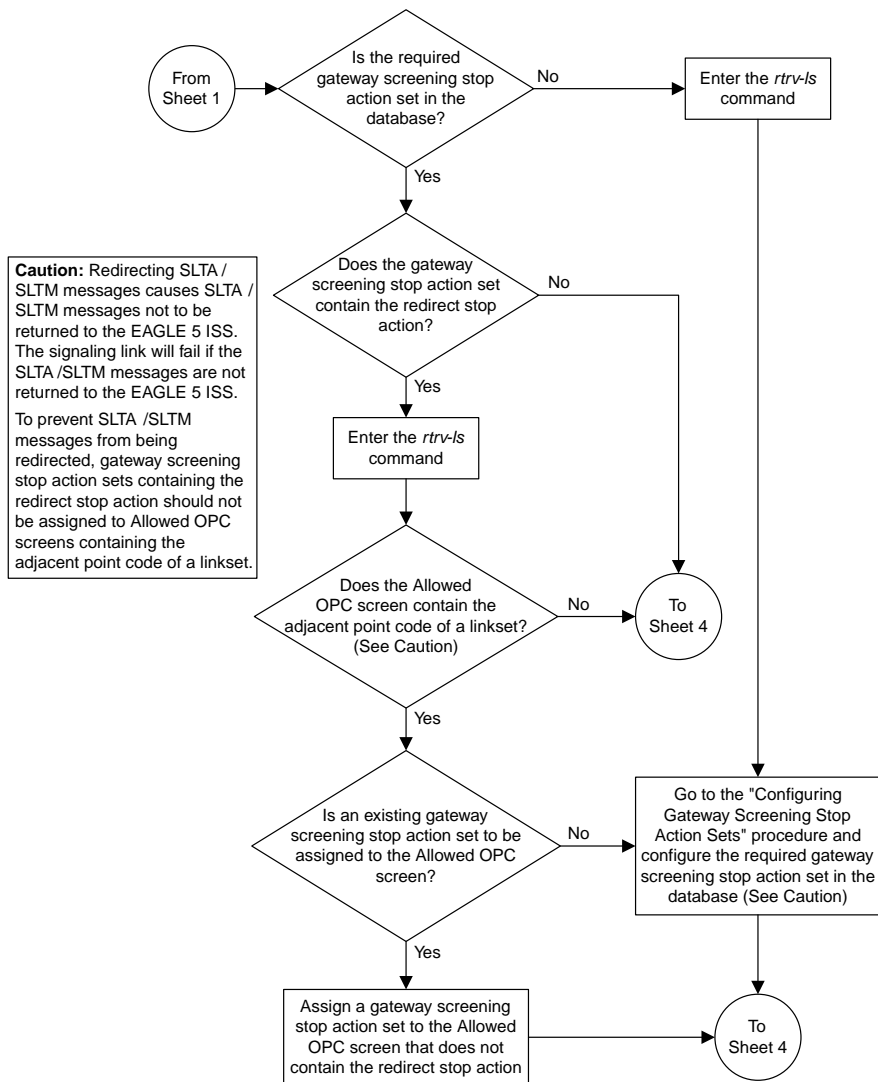 From
Sheet 1
Is the required
gateway screening stop
action set in the
database?
No
Enter the rtrv-ls
command
Yes
Does the gateway
screening stop action set
contain the redirect stop
action?
No
Caution: Redirecting SLTA /
SLTM messages causes SLTA /
SLTM messages not to be
returned to the EAGLE 5 ISS.
The signaling link will fail if the
SLTA /SLTM messages are not
returned to the EAGLE 5 ISS.
To prevent SLTA /SLTM
messages from being
redirected, gateway screening
stop action sets containing the
redirect stop action should not
be assigned to Allowed OPC
screens containing the
adjacent point code of a linkset.
Yes
Enter the rtrv-ls
command
Does the Allowed
OPC screen contain the
adjacent point code of a linkset?
(See Caution)
No
To
Sheet 4
Yes
Is an existing gateway
screening stop action set to be
assigned to the Allowed OPC
screen?
No
Go to the "Configuring
Gateway Screening Stop
Action Sets" procedure and
configure the required gateway
screening stop action set in the
database (See Caution)
Yes
Assign a gateway screening
stop action set to the Allowed
OPC screen that does not
contain the redirect stop action
To
Sheet 4